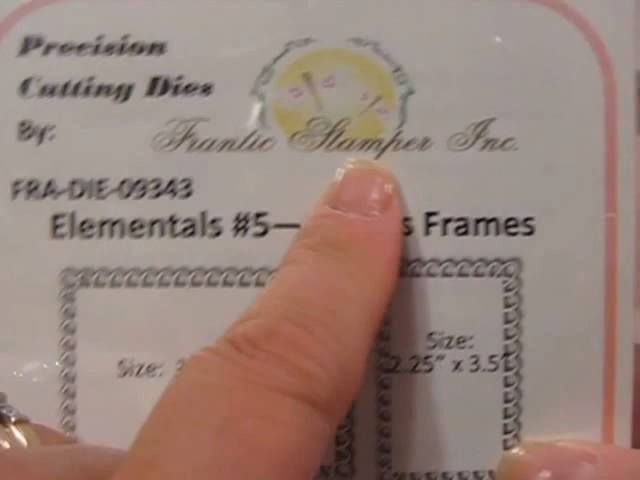 Precision
Cutting Dies
By:
Frantic Stamper Inc.
FRA-DIE-09343
Elementals #5— Frames
Size:
Size:
2.25" x 3.5